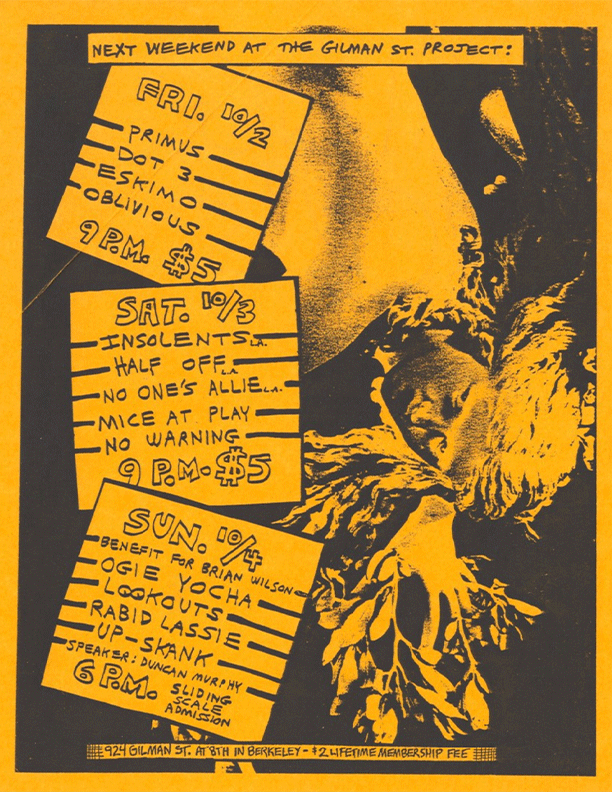 NEXT WEEKEND AT THE GILMAN ST. PROJECT:
FRI. 10/2
PRIMUS
DOT 3
ESKIMO
OBLIVIOUS
9 P.M. $5
SAT. 10/3
INSOLENTS L.A.
HALF OFF L.A.
NO ONE'S ALLIE L.A.
MICE AT PLAY
NO WARNING
9 P.M. $5
SUN. 10/4
BENEFIT FOR BRIAN WILSON
OGIE YOCHA
LOOKOUTS
RABID LASSIE
UP-SKANK
SPEAKER: DUNCAN MURPHY
6 P.M. SLIDING
SCALE
ADMISSION
924 GILMAN ST. AT 8TH IN BERKELEY - $2 LIFETIME MEMBERSHIP FEE